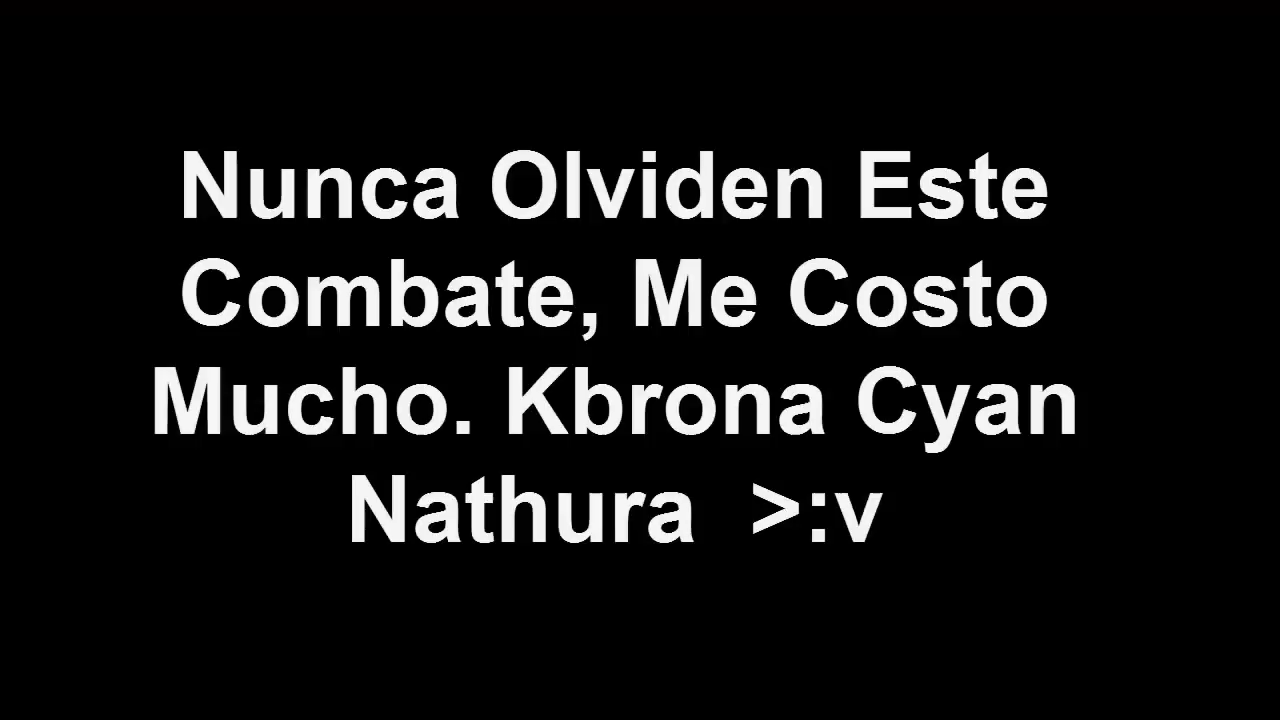 Nunca Olviden Este
Combate, Me Costo
Mucho. Kbrona Cyan
Nathura  >:v